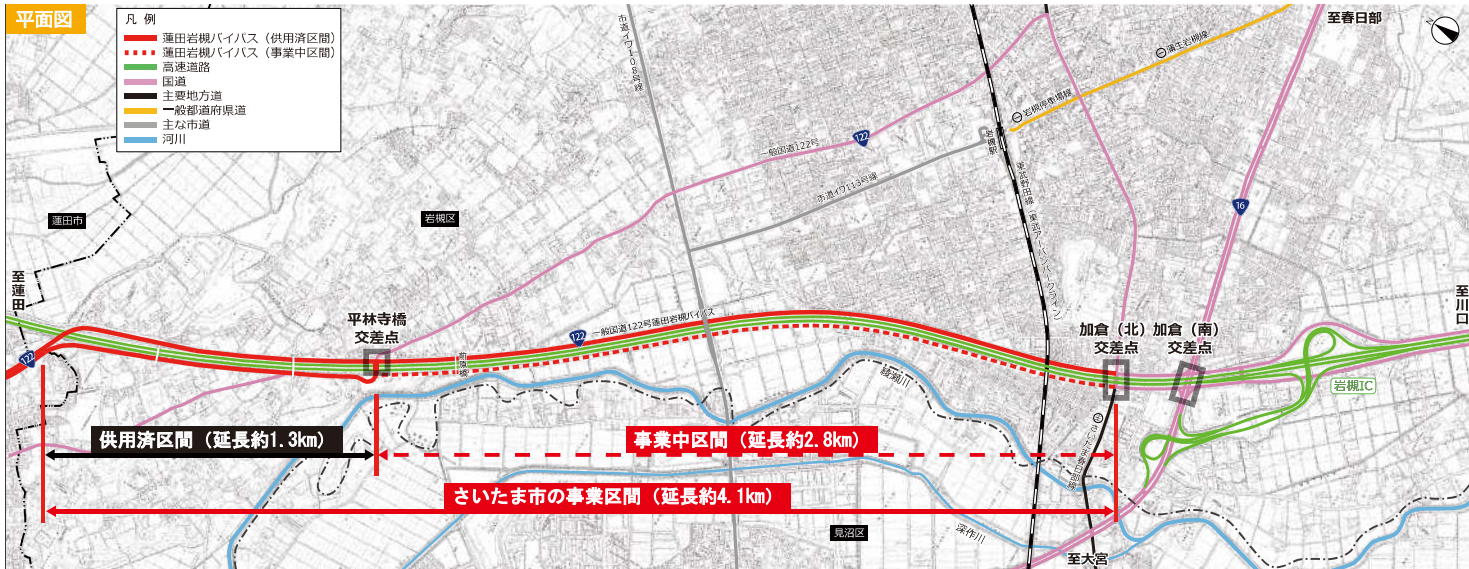 平面図
凡 例
蓮田岩槻バイパス（供用済区間）
蓮田岩槻バイパス（事業中区間）
高速道路
国道
主要地方道
一般都道府県道
主な市道
河川
市道イワ108号線
至春日部
N
蒲生岩槻線
岩槻停車場線
122
一般国道122号
岩槻駅
市道イワ113号線
東武野田線（東武アーバンパークライン）
16
蓮田市
岩槻区
至蓮田
至川口
平林寺橋
交差点
122
一般国道122号蓮田岩槻バイパス
加倉（北）
交差点
加倉（南）
交差点
122
綾瀬川
岩槻IC
さいたま春日部線
供用済区間（延長約1.3km）
事業中区間（延長約2.8km）
さいたま市の事業区間（延長約4.1km）
見沼区
深作川
至大宮